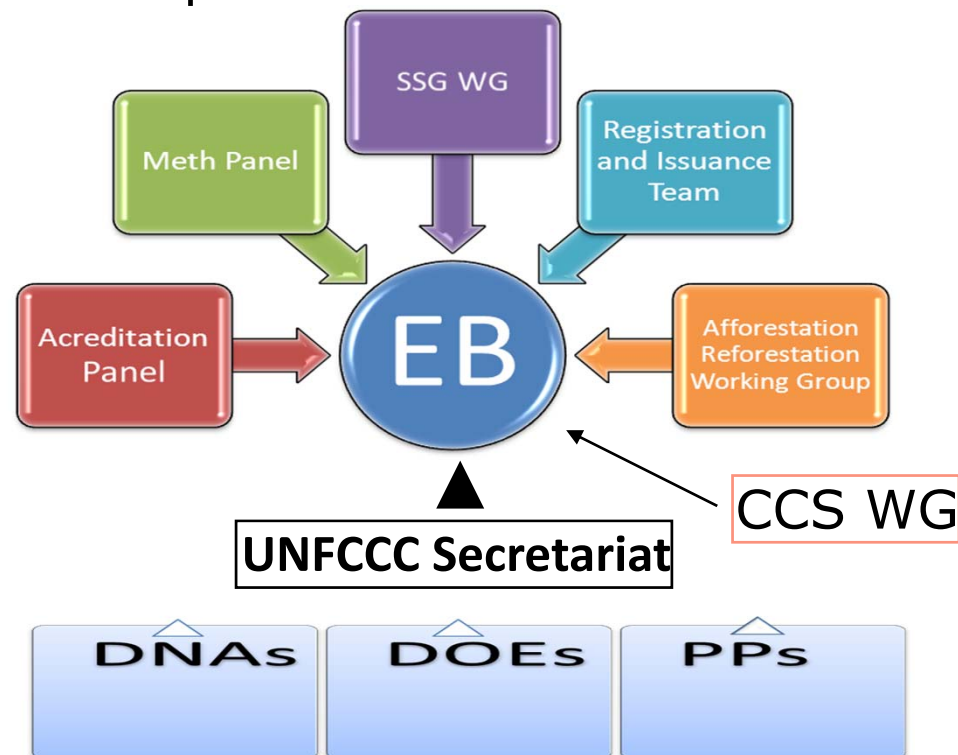 SSG WG
Meth Panel
Registration
and Issuance
Team
Acreditation
Panel
EB
Afforestation
Reforestation
Working Group
CCS WG
UNFCCC Secretariat
DNAs
DOEs
PPs